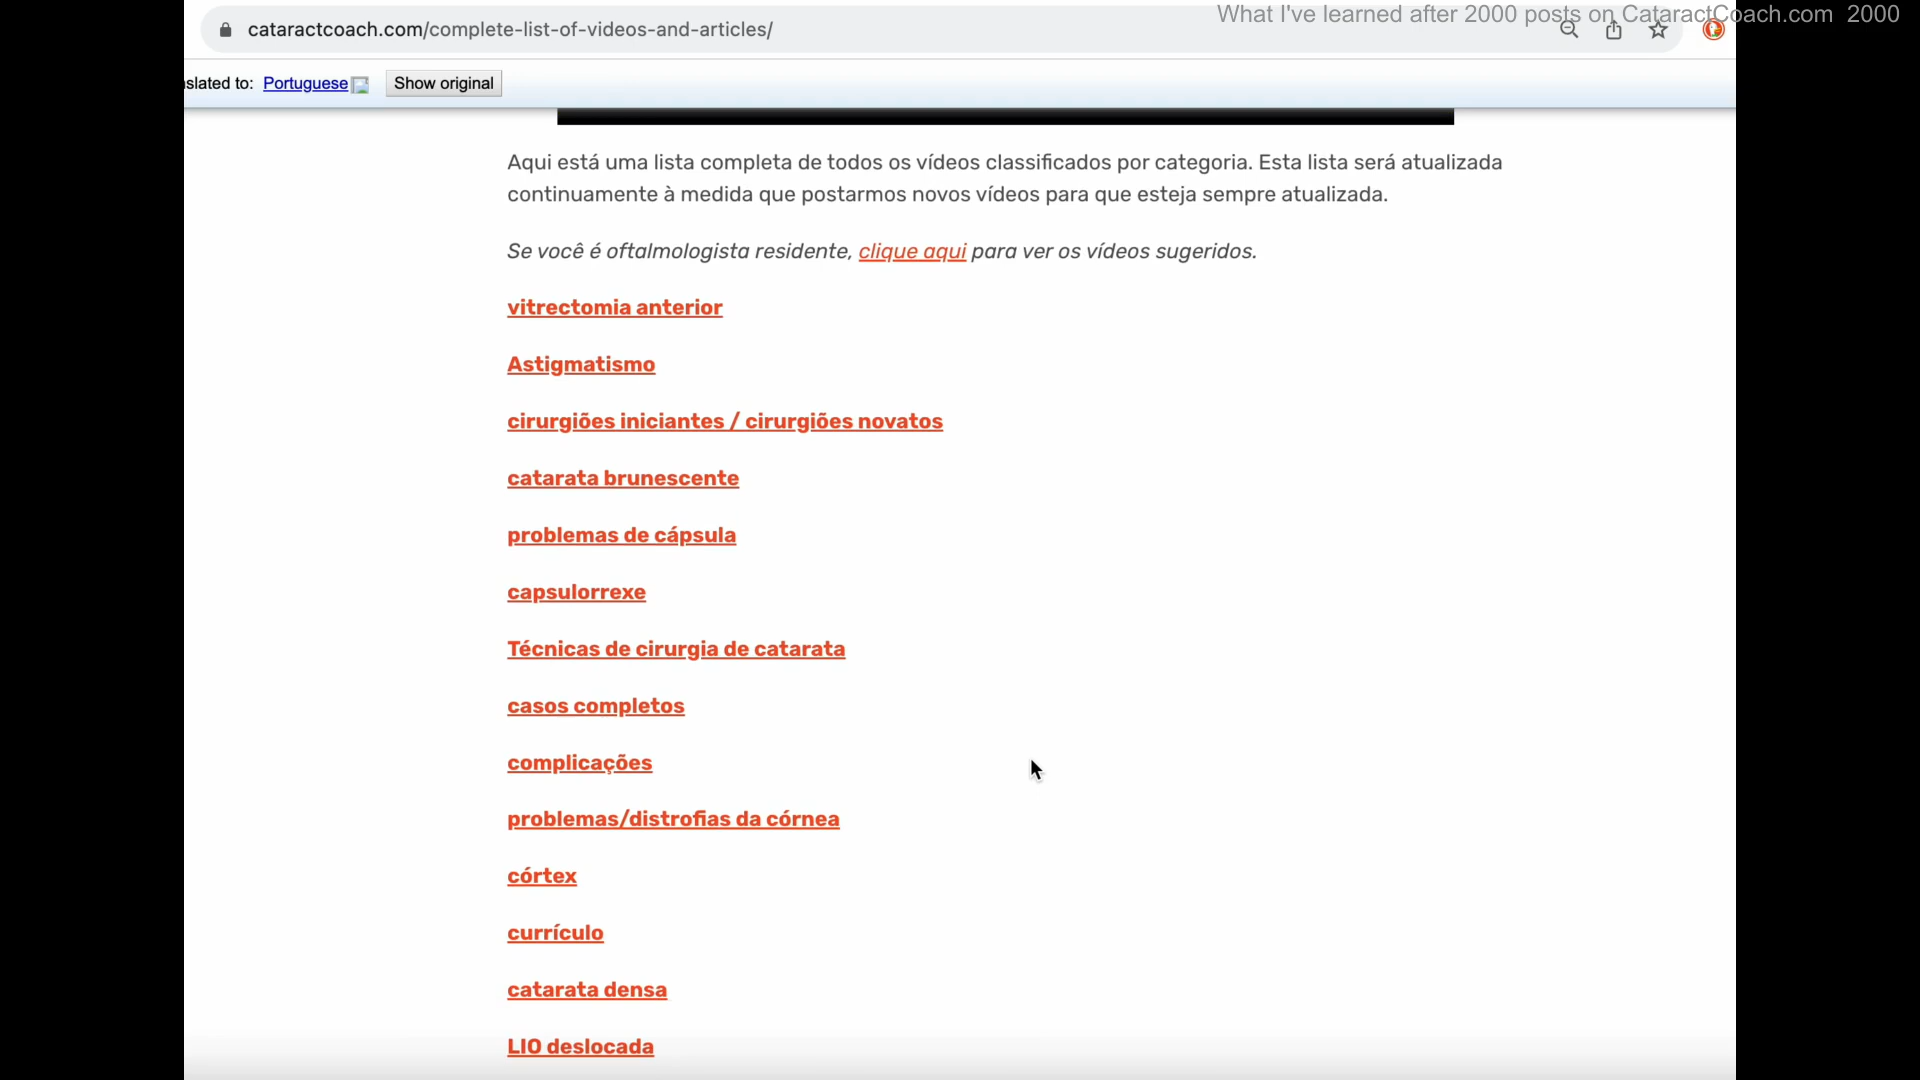 What I've learned after 2000 posts on CataractCoach.com 2000
cataractcoach.com/complete-list-of-videos-and-articles/
slated to: Portuguese Show original
Aqui está uma lista completa de todos os vídeos classificados por categoria. Esta lista será atualizada
continuamente à medida que postarmos novos vídeos para que esteja sempre atualizada.
Se você é oftalmologista residente, clique aqui para ver os vídeos sugeridos.
vitrectomia anterior
Astigmatismo
cirurgiões iniciantes / cirurgiões novatos
catarata brunescente
problemas de cápsula
capsulorrexe
Técnicas de cirurgia de catarata
casos completos
complicações
problemas/distrofias da córnea
córtex
currículo
catarata densa
LIO deslocada